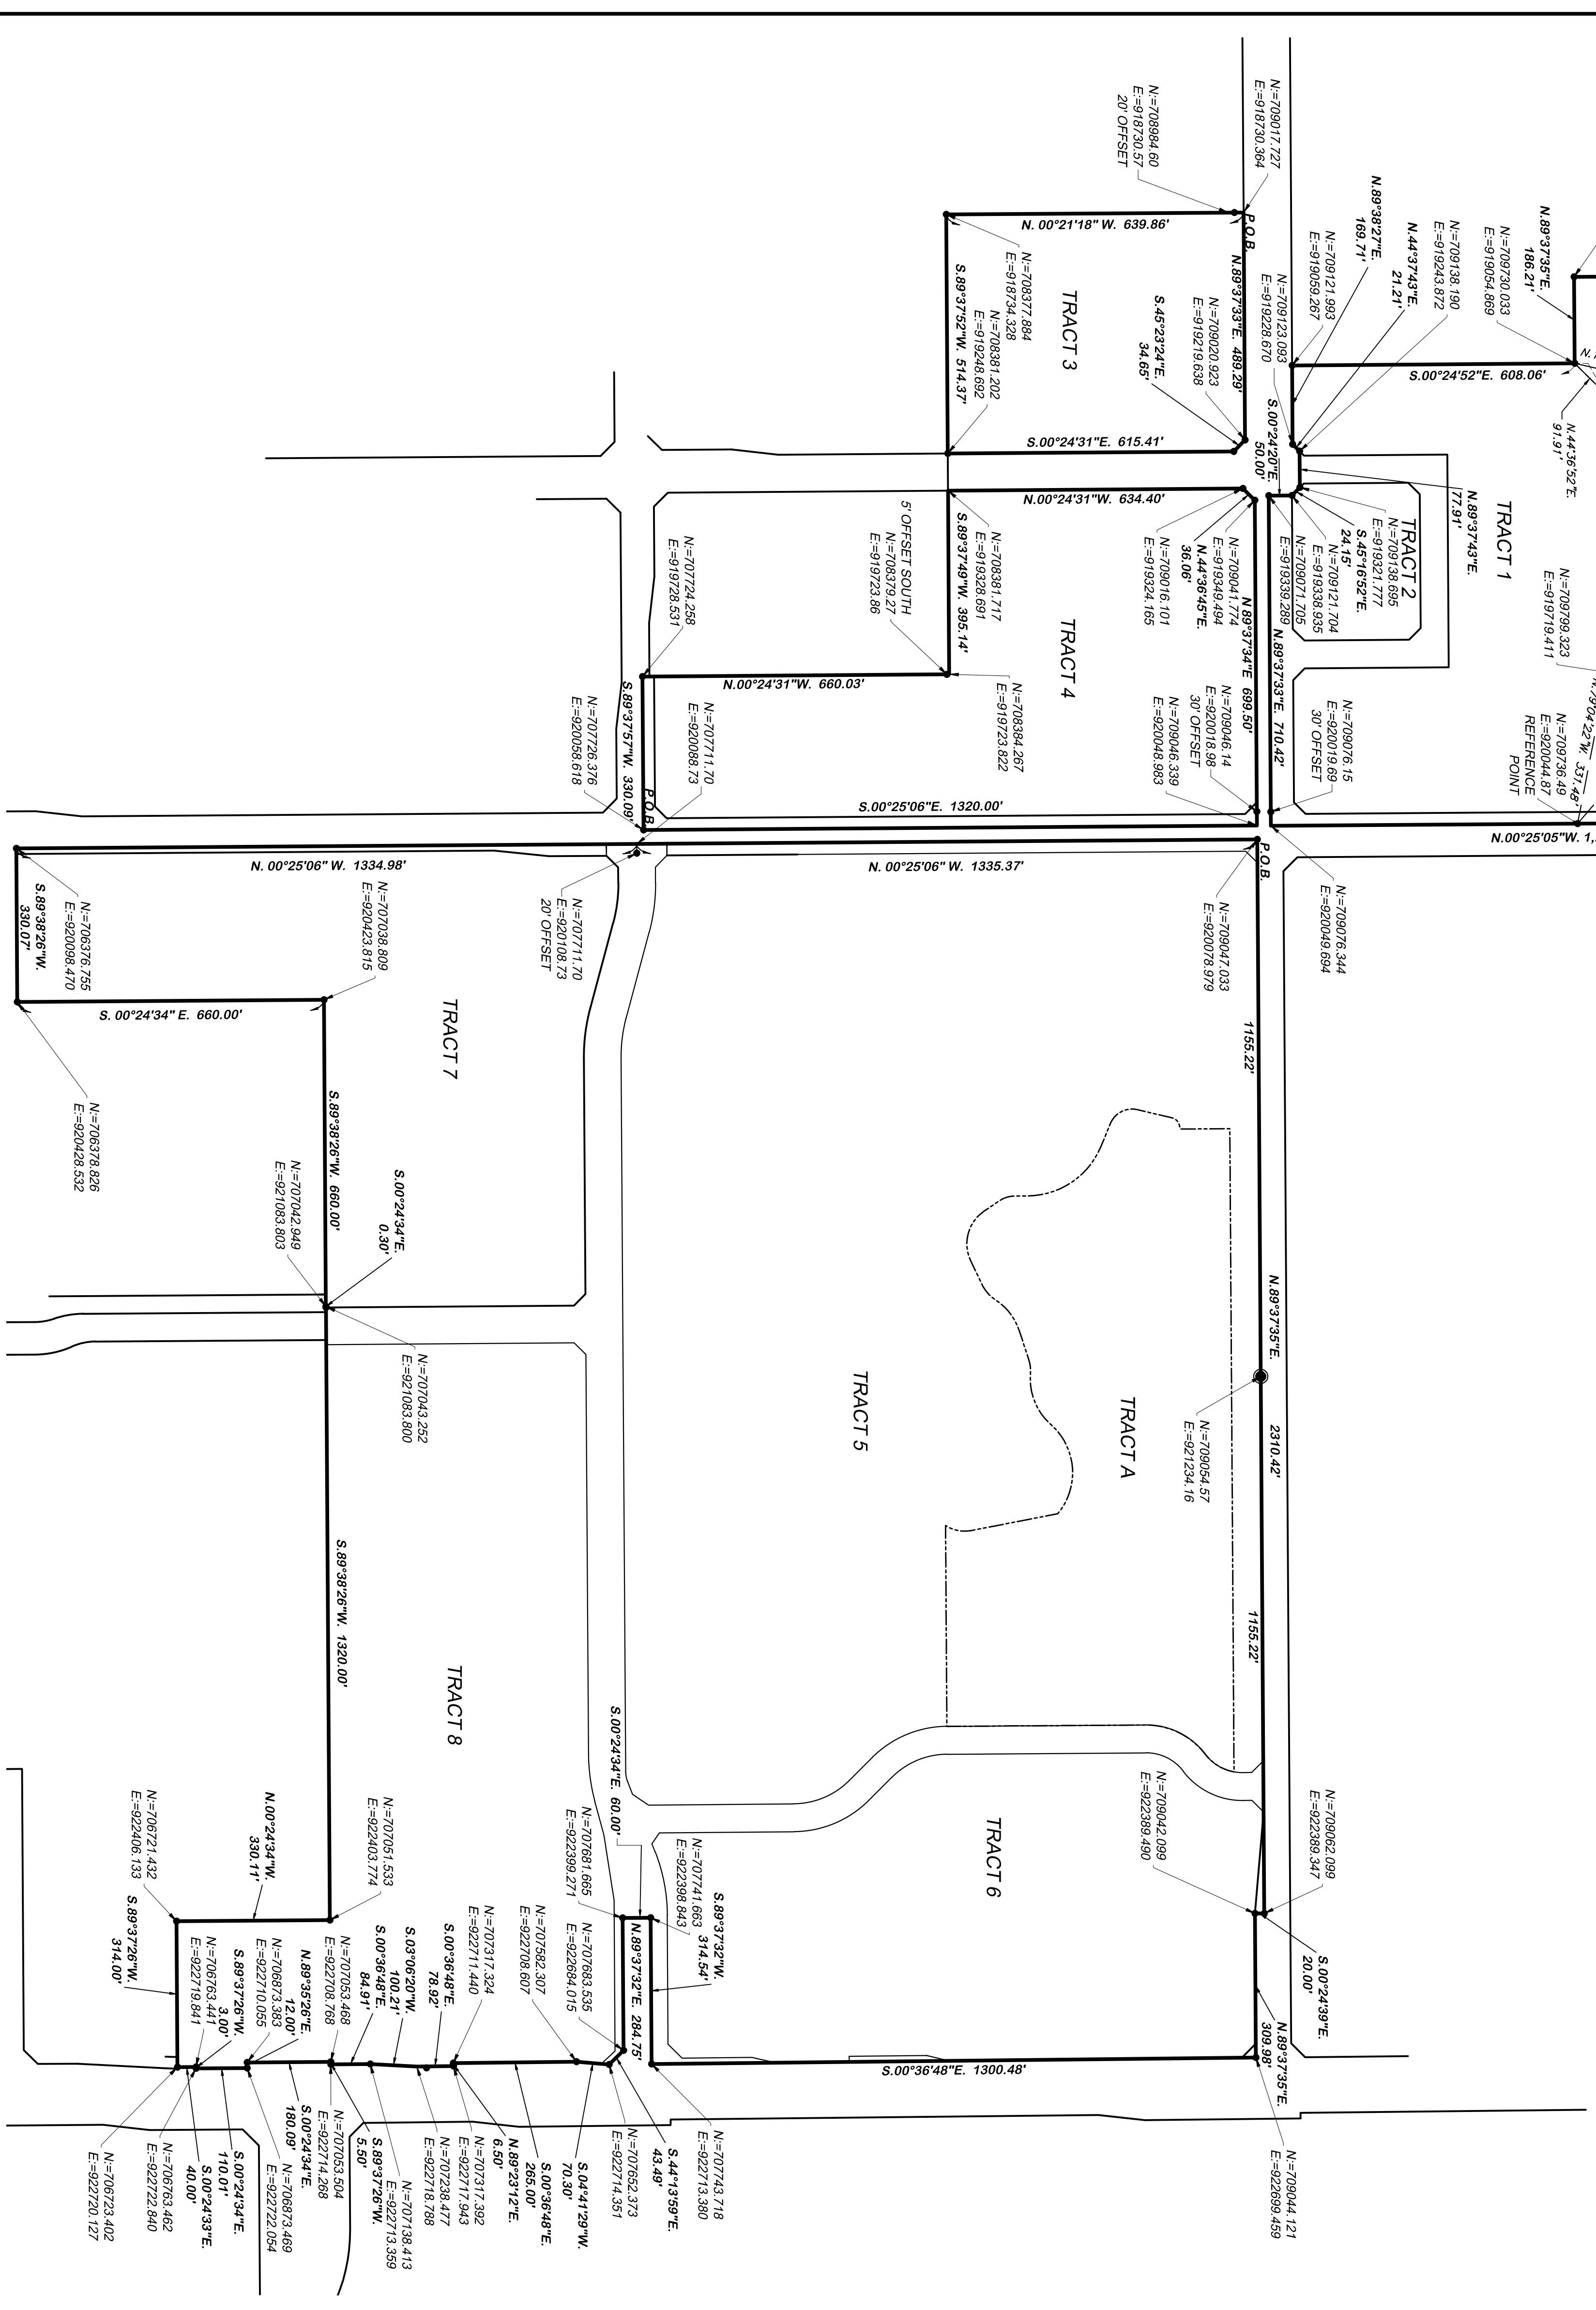 N:=709017.727
E:=918730.364
N:=708984.60
E:=918730.57
20' OFFSET
N.89°37'35"E.
186.21'
N:=709730.033
E:=919054.869
N.89°38'27"E.
169.71'
N.44°37'43"E.
21.21'
N:=709138.190
E:=919243.872
N:=709121.993
E:=919059.267
N:=709123.093
E:=919228.670
S.00°24'52"E. 608.06'
N.44°36'52"E.
91.91'
P.O.B.
N. 00°21'18" W. 639.86'
N.89°37'33"E. 489.29'
N:=709020.923
E:=919219.638
S.45°23'24"E.
34.65'
TRACT 3
N:=708377.884
E:=918734.328
N:=708381.202
E:=919248.692
S.89°37'52"W. 514.37'
S.00°24'31"E. 615.41'
S.00°24'20"E.
50.00'
N.89°37'43"E.
77.91'
TRACT 1
TRACT 2
N:=709138.695
E:=919321.777
S.45°16'52"E.
24.15'
N:=709121.704
E:=919338.935
N:=709071.705
E:=919339.289
N:=709799.323
E:=919719.411
N.79°04'22"W. 331.48'
N:=709736.49
E:=920044.87
REFERENCE
POINT
N.00°24'31"W. 634.40'
N:=709041.774
E:=919349.494
N.44°36'45"E.
36.06'
N:=709016.101
E:=919324.165
N 89°37'34"E 699.50'
N.89°37'33"E. 710.42'
N:=709076.15
E:=920019.69
30' OFFSET
N:=709046.14
E:=920018.98
30' OFFSET
N:=709046.339
E:=920048.983
TRACT 4
N:=708381.717
E:=919328.691
S.89°37'49"W. 395.14'
5' OFFSET SOUTH
N:=708379.27
E:=919723.86
N:=708384.267
E:=919723.822
N:=707724.258
E:=919728.531
N.00°24'31"W. 660.03'
N:=707711.70
E:=920088.73
S.89°37'57"W. 330.09'
P.O.B
N:=707726.376
E:=920058.618
S.00°25'06"E. 1320.00'
N.00°25'05"W. 1,
N. 00°25'06" W. 1334.98'
N. 00°25'06" W. 1335.37'
P.O.B.
N:=709076.344
E:=920049.694
N:=709047.033
E:=920078.979
N:=707711.70
E:=920108.73
20' OFFSET
N:=707038.809
E:=920423.815
N:=706376.755
E:=920098.470
S.89°38'26"W.
330.07'
S. 00°24'34" E. 660.00'
N:=706378.826
E:=920428.532
TRACT 7
S.89°38'26"W. 660.00'
S.00°24'34"E.
0.30'
N:=707042.949
E:=921083.803
N:=707043.252
E:=921083.800
1155.22'
N.89°37'35"E. 2310.42'
N:=709054.57
E:=921234.16
1155.22'
TRACT A
TRACT 5
S.89°38'26"W. 1320.00'
TRACT 8
TRACT 6
N:=709062.099
E:=922389.347
N:=709042.099
E:=922389.490
S.00°24'39"E.
20.00'
N.89°37'35"E.
309.98'
N:=709044.121
E:=922699.459
S.00°36'48"E. 1300.48'
S.00°24'34"E. 60.00'
N:=707681.665
E:=922399.271
N:=707741.663
E:=922398.843
S.89°37'32"W.
314.54'
N.89°37'32"E. 284.75'
N:=707683.535
E:=922684.015
N:=707743.718
E:=922713.380
S.44°13'59"E.
43.49'
N:=707652.373
E:=922714.351
S.04°41'29"W.
70.30'
N:=707582.307
E:=922708.607
S.00°36'48"E.
265.00'
N:=707317.324
E:=922711.440
N.89°23'12"E.
6.50'
N:=707317.392
E:=922717.943
S.00°36'48"E.
78.92'
N:=707238.477
E:=922718.788
S.03°06'20"W.
100.21'
N:=707138.413
E:=922713.359
S.00°36'48"E.
84.91'
S.89°37'26"W.
5.50'
N:=707053.504
E:=922714.268
N:=707053.468
E:=922708.768
S.00°24'34"E.
180.09'
N.89°35'26"E.
12.00'
N:=706873.383
E:=922710.055
N:=706873.469
E:=922722.054
S.00°24'34"E.
110.01'
S.89°37'26"W.
3.00'
N:=706763.441
E:=922719.841
N:=706763.462
E:=922722.840
S.00°24'33"E.
40.00'
N:=706723.402
E:=922720.127
S.89°37'26"W.
314.00'
N:=706721.432
E:=922406.133
N.00°24'34"W.
330.11'
N:=707051.533
E:=922403.774